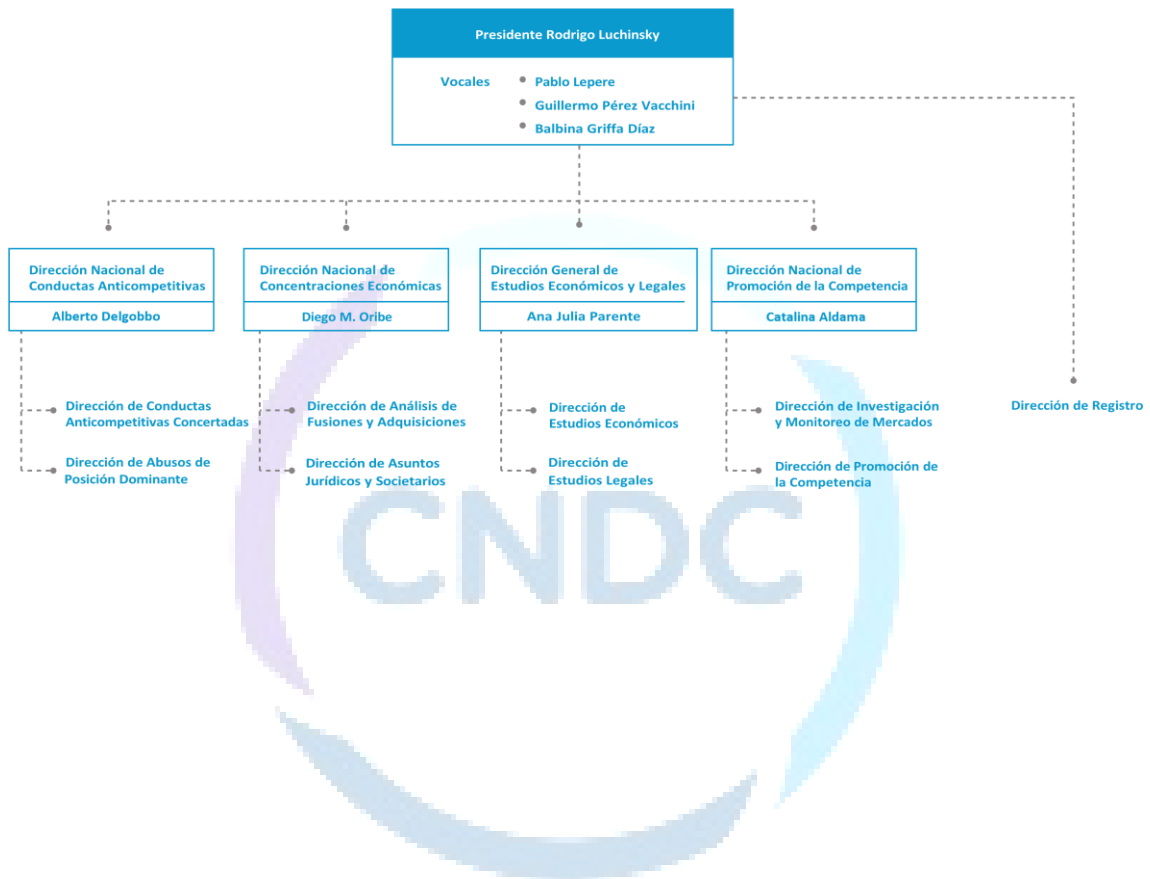 Presidente Rodrigo Luchinsky
Vocales
Pablo Lepere
Guillermo Pérez Vacchini
Balbina Griffa Díaz
Dirección Nacional de
Conductas Anticompetitivas
Alberto Delgobbo
Dirección de Conductas
Anticompetitivas Concertadas
Dirección de Abusos de
Posición Dominante
Dirección Nacional de
Concentraciones Económicas
Diego M. Oribe
Dirección de Análisis de
Fusiones y Adquisiciones
Dirección de Asuntos
Jurídicos y Societarios
Dirección General de
Estudios Económicos y Legales
Ana Julia Parente
Dirección de
Estudios Económicos
Dirección de
Estudios Legales
Dirección Nacional de
Promoción de la Competencia
Catalina Aldama
Dirección de Investigación
y Monitoreo de Mercados
Dirección de Promoción de
la Competencia
Dirección de Registro
CNDC